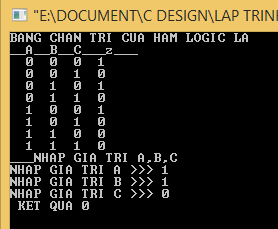 "E:\DOCUMENT\C DESIGN\LAP TRINH
BANG CHAN TRI CUA HAM LOGIC LA
__A__B__C___z___
0 0 0 1
0 0 1 0
0 1 0 1
0 1 1 0
1 0 0 1
1 0 1 0
1 1 0 0
1 1 1 0
___NHAP GIA TRI A,B,C
NHAP GIA TRI A >>> 1
NHAP GIA TRI B >>> 1
NHAP GIA TRI C >>> 0
KET QUA 0